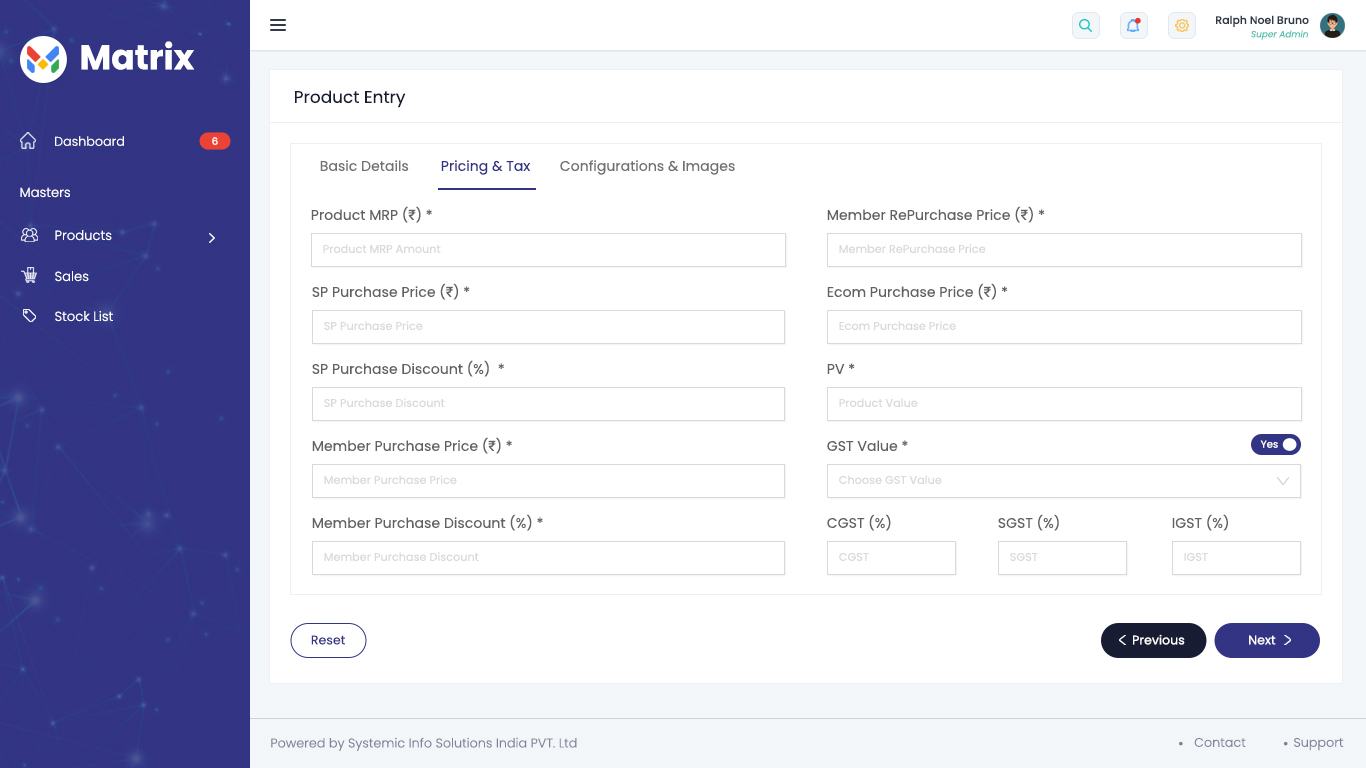 Matrix
Dashboard 6
Masters
Products
Sales
Stock List
Ralph Noel Bruno
Super Admin
Product Entry
Basic Details Pricing & Tax Configurations & Images
Product MRP (₹) * Member RePurchase Price (₹) *
Product MRP Amount Member RePurchase Price
SP Purchase Price (₹) * Ecom Purchase Price (₹) *
SP Purchase Price Ecom Purchase Price
SP Purchase Discount (%) * PV *
SP Purchase Discount Product Value
Member Purchase Price (₹) * GST Value * Yes
Member Purchase Price Choose GST Value
Member Purchase Discount (%) * CGST (%) SGST (%) IGST (%)
Member Purchase Discount CGST SGST IGST
Reset Previous Next
Powered by Systemic Info Solutions India PVT. Ltd • Contact • Support